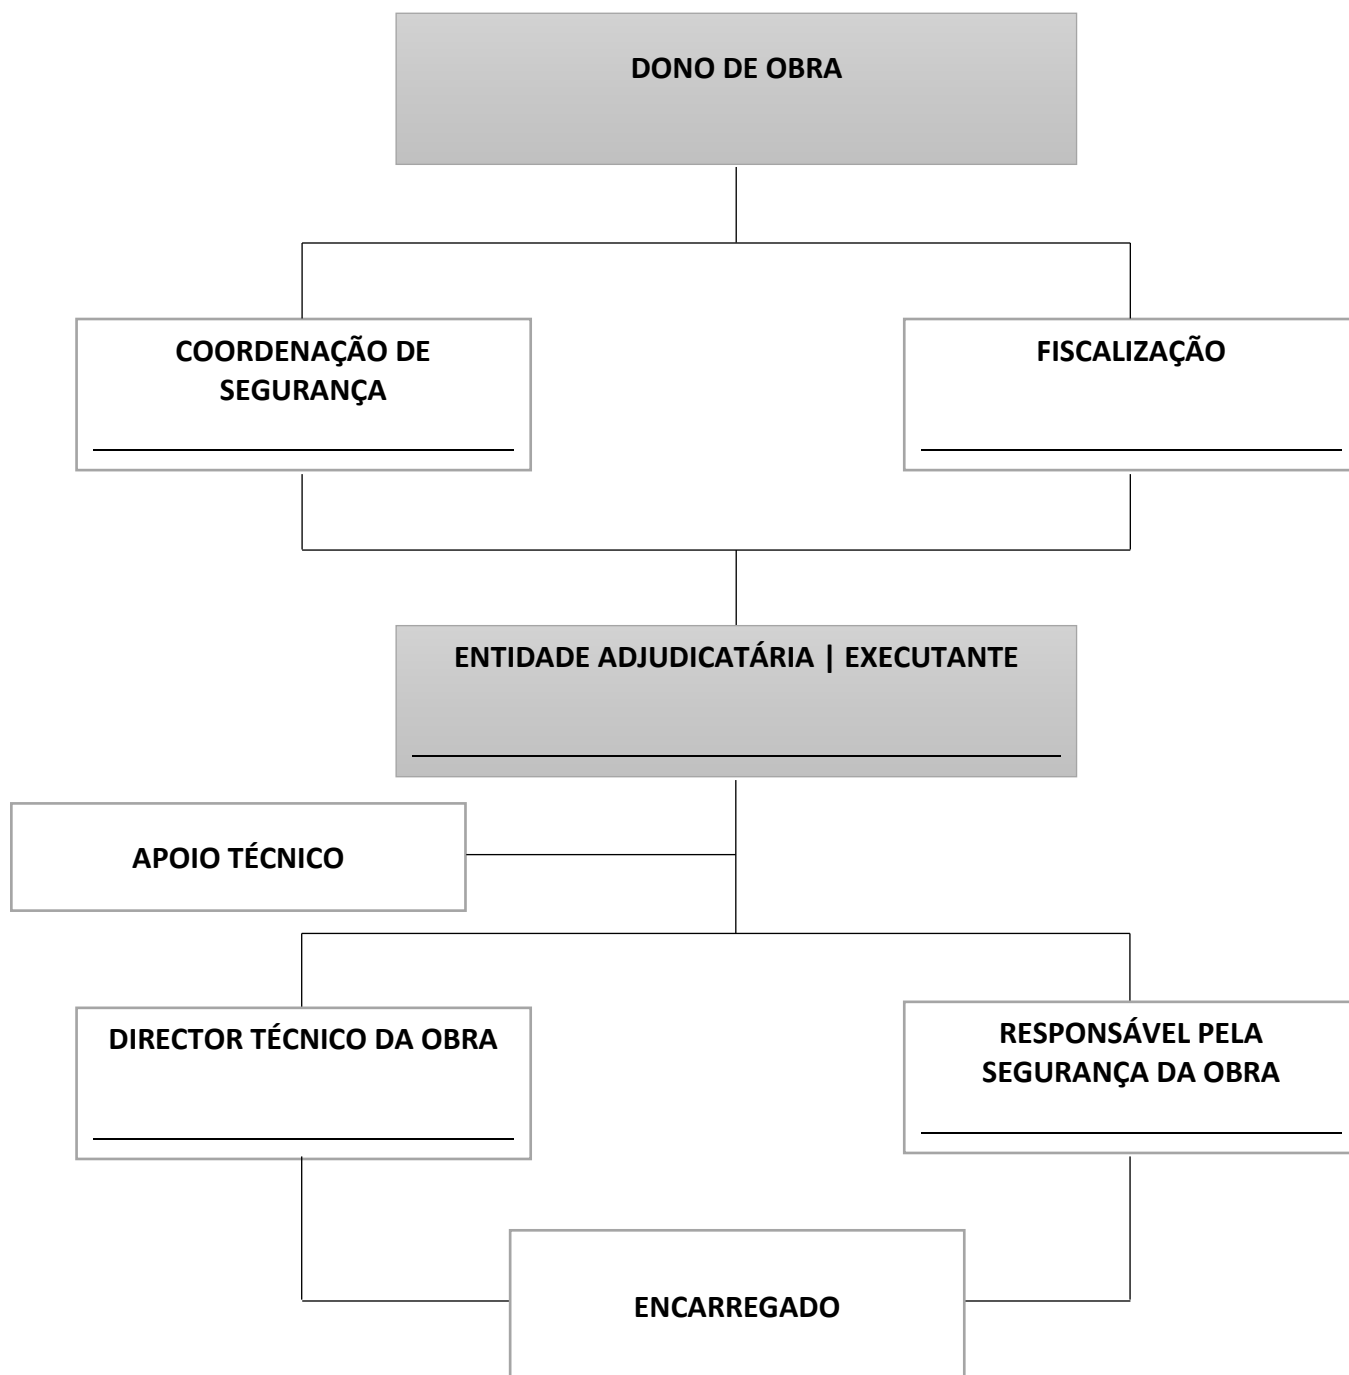 DONO DE OBRA
COORDENAÇÃO DE
SEGURANÇA
FISCALIZAÇÃO
ENTIDADE ADJUDICATÁRIA | EXECUTANTE
APOIO TÉCNICO
DIRECTOR TÉCNICO DA OBRA
RESPONSÁVEL PELA
SEGURANÇA DA OBRA
ENCARREGADO